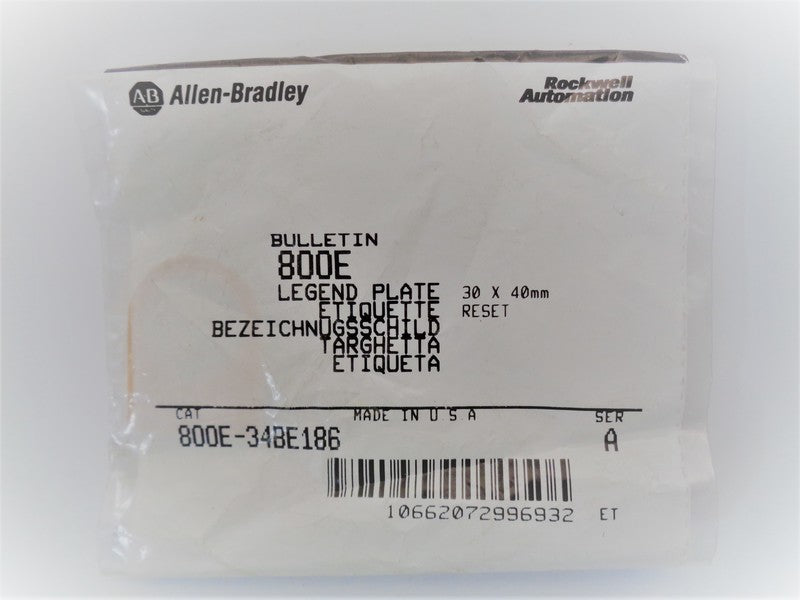 AB Allen-Bradley
Rockwell
Automation
BULLETIN
800E
LEGEND PLATE 30 X 40mm
ETIQUETTE RESET
BEZEICHNUGSSCHILD
TARGHETTA
ETIQUETA
CAT MADE IN U S A SER
800E-34BE186 A
10662072996932 ET